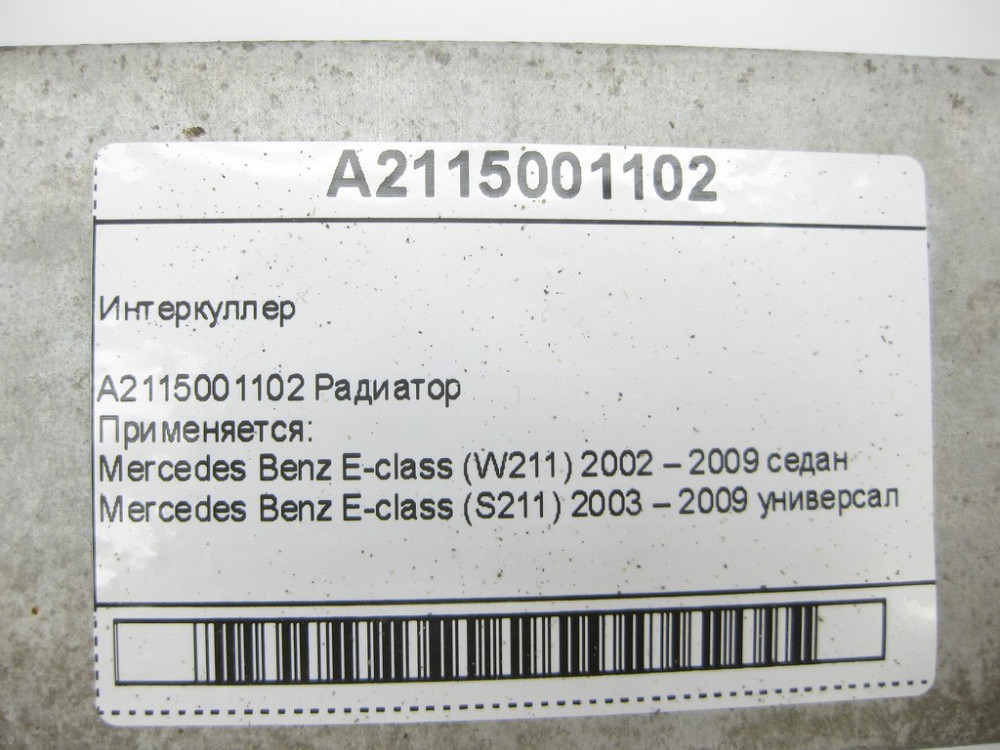 A2115001102
Интеркуллер
A2115001102 Радиатор
Применяется:
Mercedes Benz E-class (W211) 2002 – 2009 седан
Mercedes Benz E-class (S211) 2003 – 2009 универсал